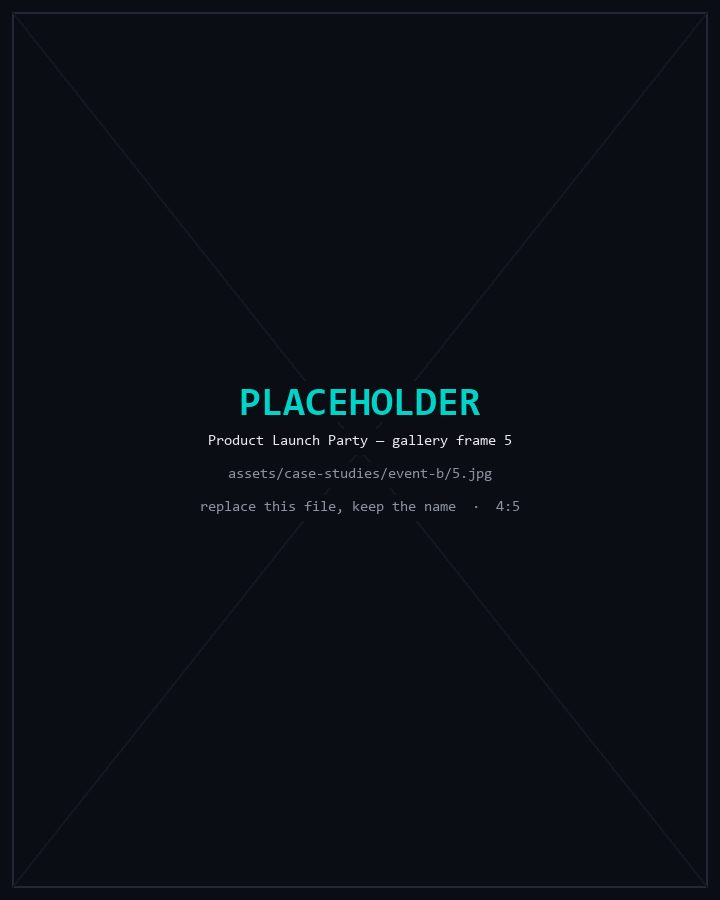 PLACEHOLDER
Product Launch Party — gallery frame 5
assets/case-studies/event-b/5.jpg
replace this file, keep the name · 4:5